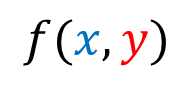 f(x, y)